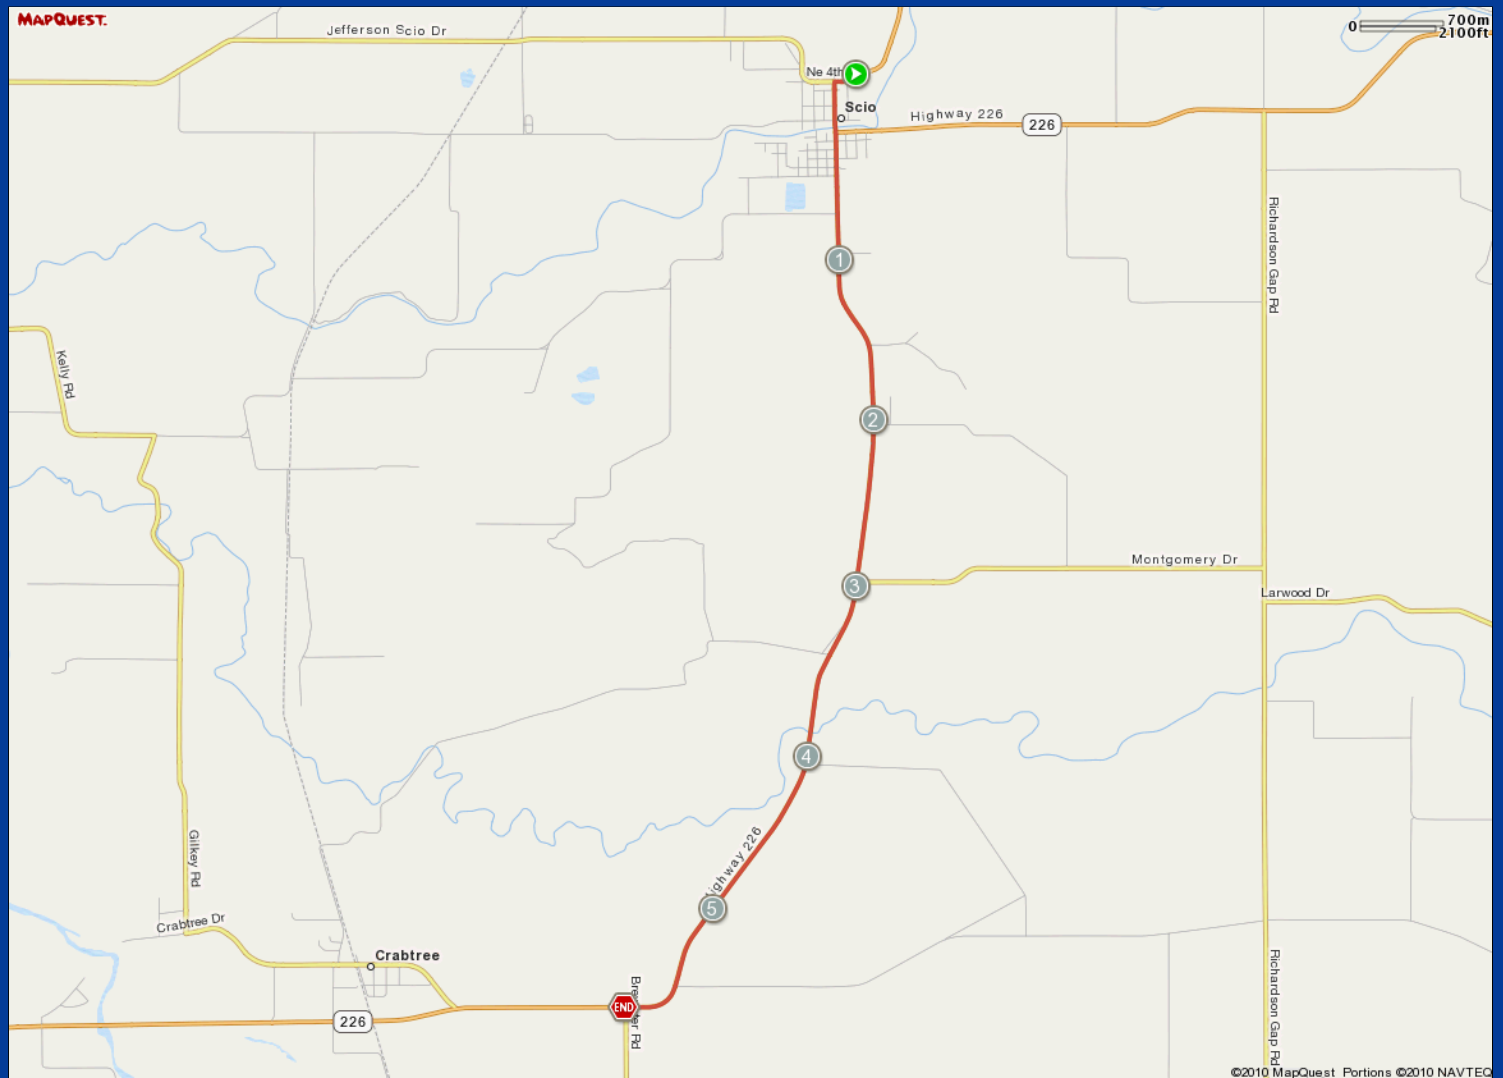 MAPQUEST.
Jefferson Scio Dr
0
700m
2100ft
Ne 4th
Scio
Highway 226
226
Richardson Gap Rd
1
Kelly Rd
2
Montgomery Dr
3
Larwood Dr
4
Highway 226
Gilkey Rd
5
Crabtree Dr
Crabtree
Richardson Gap Rd
END
226
©2010 MapQuest Portions ©2010 NAVTEQ